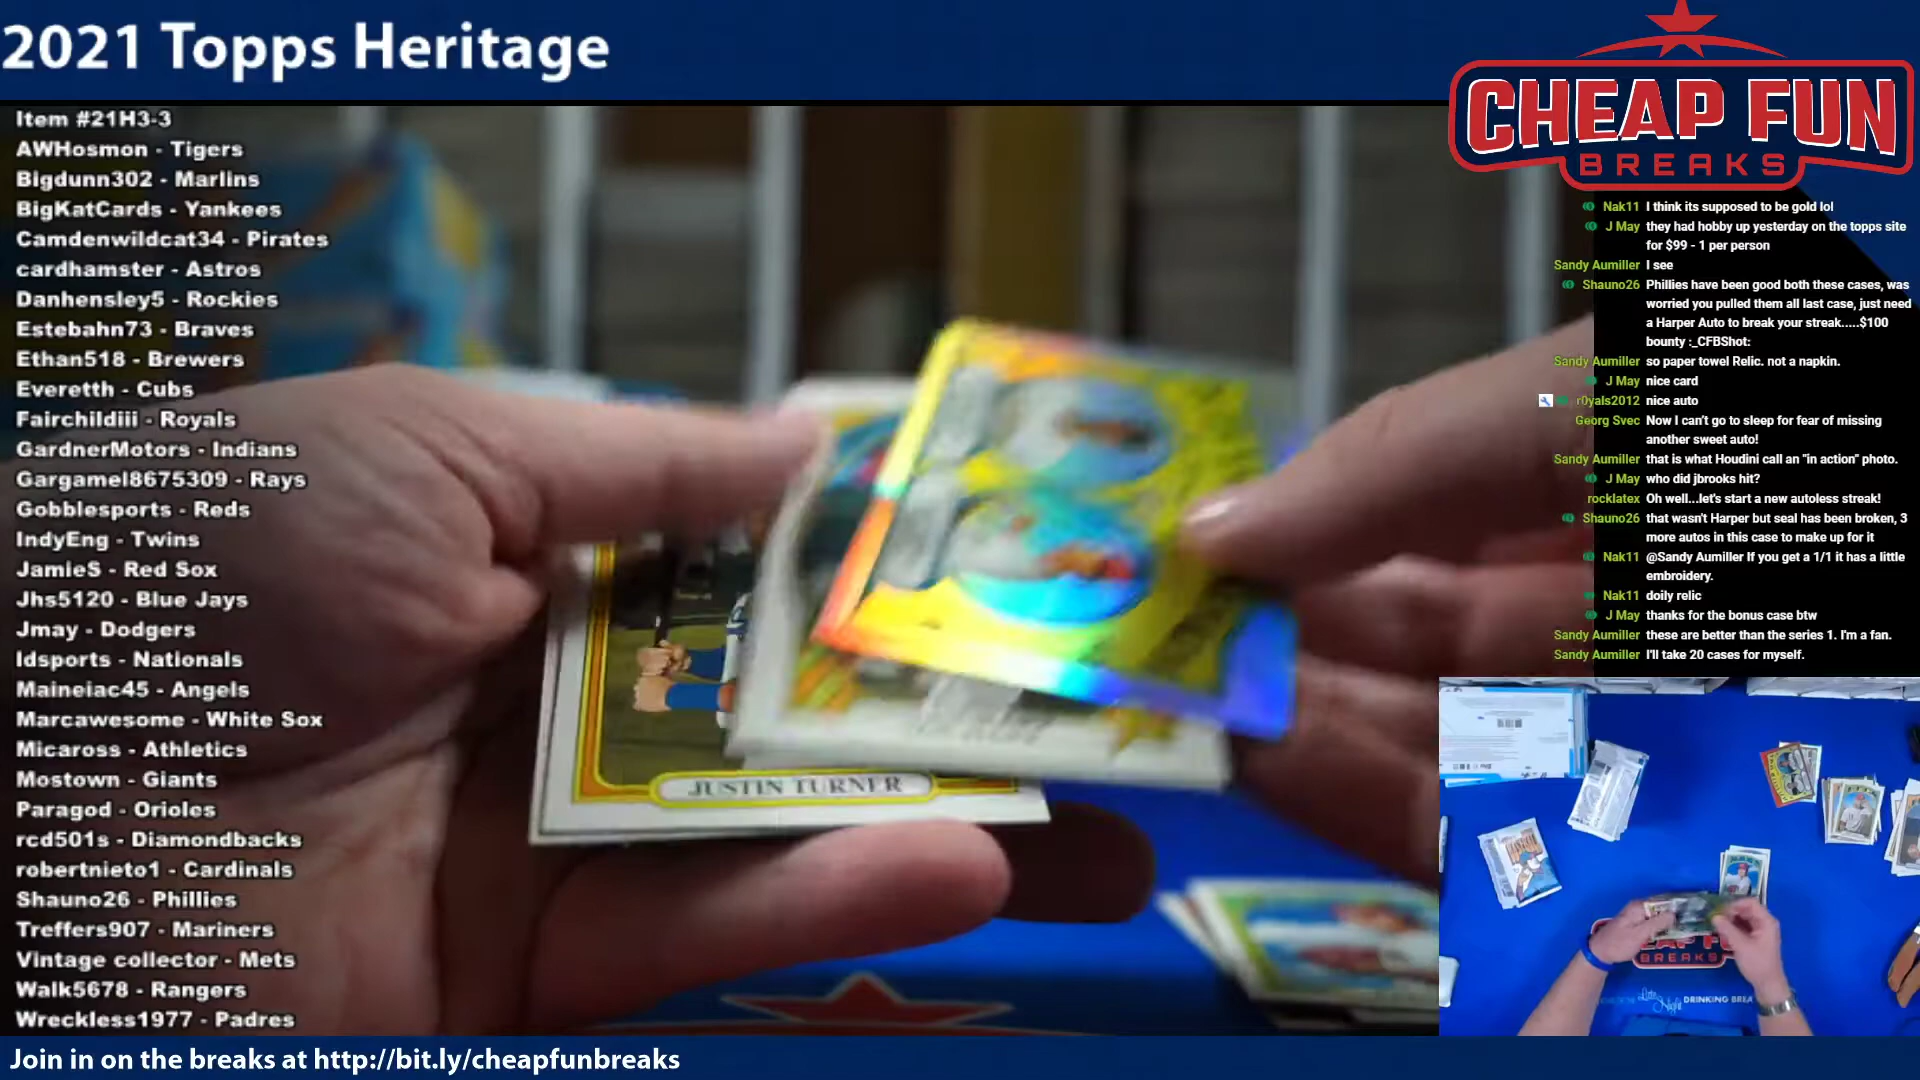 2021 Topps Heritage
Item #21H3-3
AWHosmon - Tigers
Bigdunn302 - Marlins
BigKatCards - Yankees
Camdenwildcat34 - Pirates
cardhamster - Astros
Danhensley5 - Rockies
Estebahn73 - Braves
Ethan518 - Brewers
Everetth - Cubs
Fairchildiii - Royals
GardnerMotors - Indians
Gargamel8675309 - Rays
Gobblesports - Reds
IndyEng - Twins
JamieS - Red Sox
Jhs5120 - Blue Jays
Jmay - Dodgers
ldsports - Nationals
Maineiac45 - Angels
Marcawesome - White Sox
Micaross - Athletics
Mostown - Giants
Paragod - Orioles
rcd501s - Diamondbacks
robertnieto1 - Cardinals
Shauno26 - Phillies
Treffers907 - Mariners
Vintage collector - Mets
Walk5678 - Rangers
Wreckless1977 - Padres
JUSTIN TURNER
CHEAP FUN
BREAKS
Nak11 I think its supposed to be gold lol
J May they had hobby up yesterday on the topps site
for $99 - 1 per person
Sandy Aumiller I see
Shauno26 Phillies have been good both these cases, was
worried you pulled them all last case, just need
a Harper Auto to break your streak.....$100
bounty :_CFBShot:
Sandy Aumiller so paper towel Relic. not a napkin.
J May nice card
r0yals2012 nice auto
Georg Svec Now I can't go to sleep for fear of missing
another sweet auto!
Sandy Aumiller that is what Houdini call an "in action" photo.
J May who did jbrooks hit?
rocklatex Oh well...let's start a new autoless streak!
Shauno26 that wasn't Harper but seal has been broken, 3
more autos in this case to make up for it
Nak11 @Sandy Aumiller If you get a 1/1 it has a little
embroidery.
Nak11 doily relic
J May thanks for the bonus case btw
Sandy Aumiller these are better than the series 1. I'm a fan.
Sandy Aumiller I'll take 20 cases for myself.
CHEAP FU
BREAKS
Late Night DRINKING BREA
Join in on the breaks at http://bit.ly/cheapfunbreaks